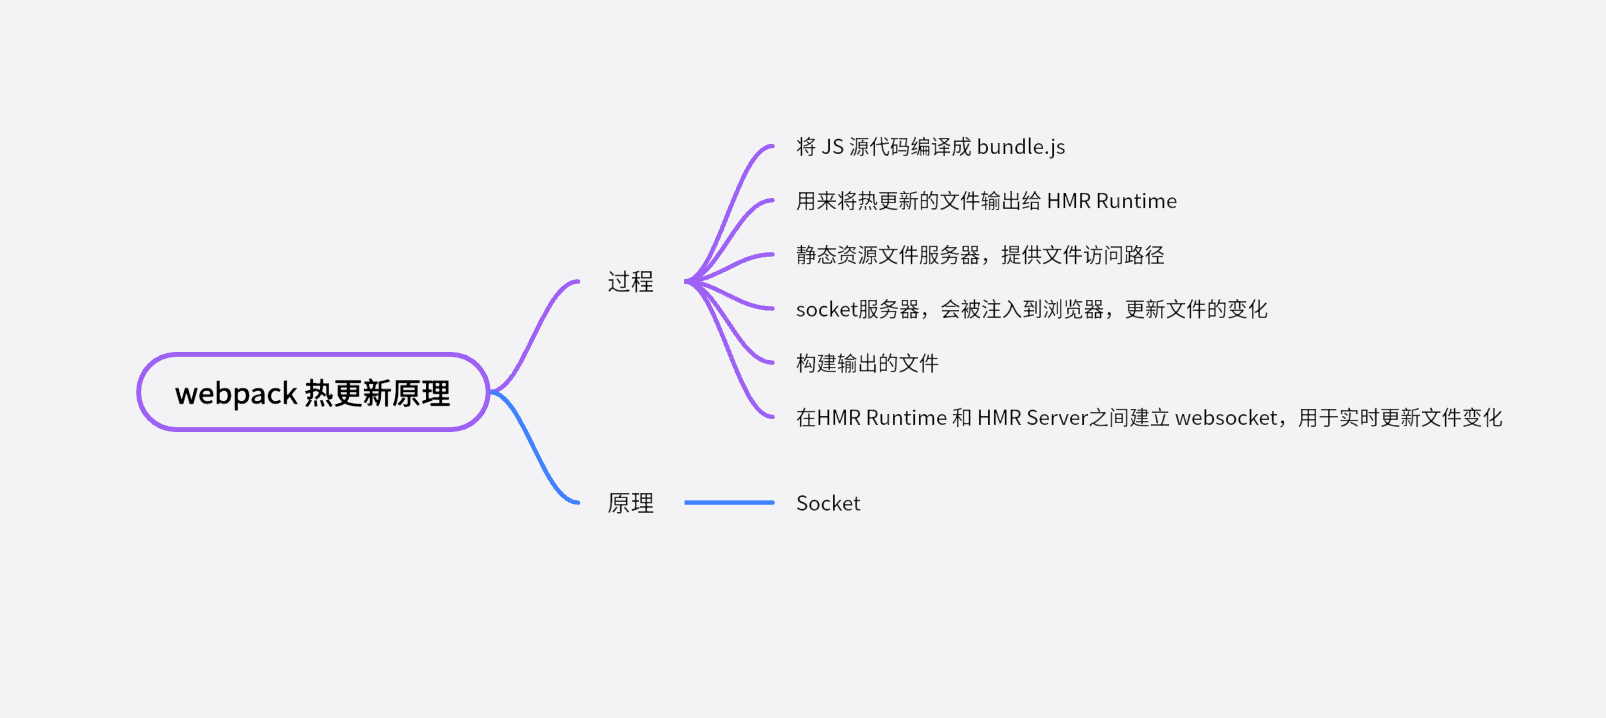 webpack 热更新原理
过程
将 JS 源代码编译成 bundle.js
用来将热更新的文件输出给 HMR Runtime
静态资源文件服务器，提供文件访问路径
socket服务器，会被注入到浏览器，更新文件的变化
构建输出的文件
在HMR Runtime 和 HMR Server之间建立 websocket，用于实时更新文件变化
原理
Socket